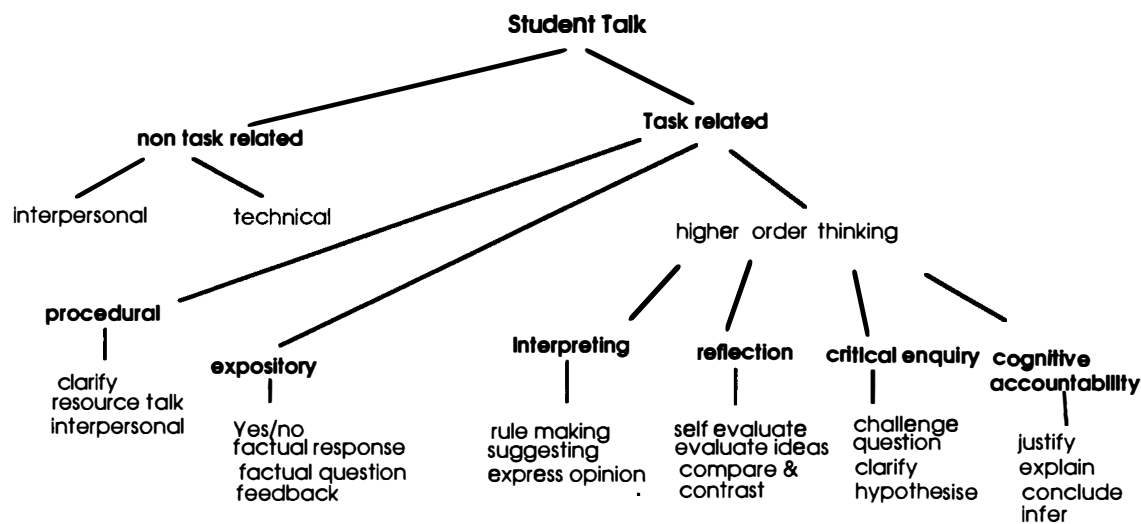 Student Talk
non task related
Task related
interpersonal
technical
higher order thinking
procedural
clarify
resource talk
interpersonal
expository
Yes/no
factual response
factual question
feedback
Interpreting
rule making
suggesting
express opinion
reflection
self evaluate
evaluate ideas
compare &
contrast
critical enquiry
challenge
question
clarify
hypothesise
cognitive
accountability
justify
explain
conclude
infer